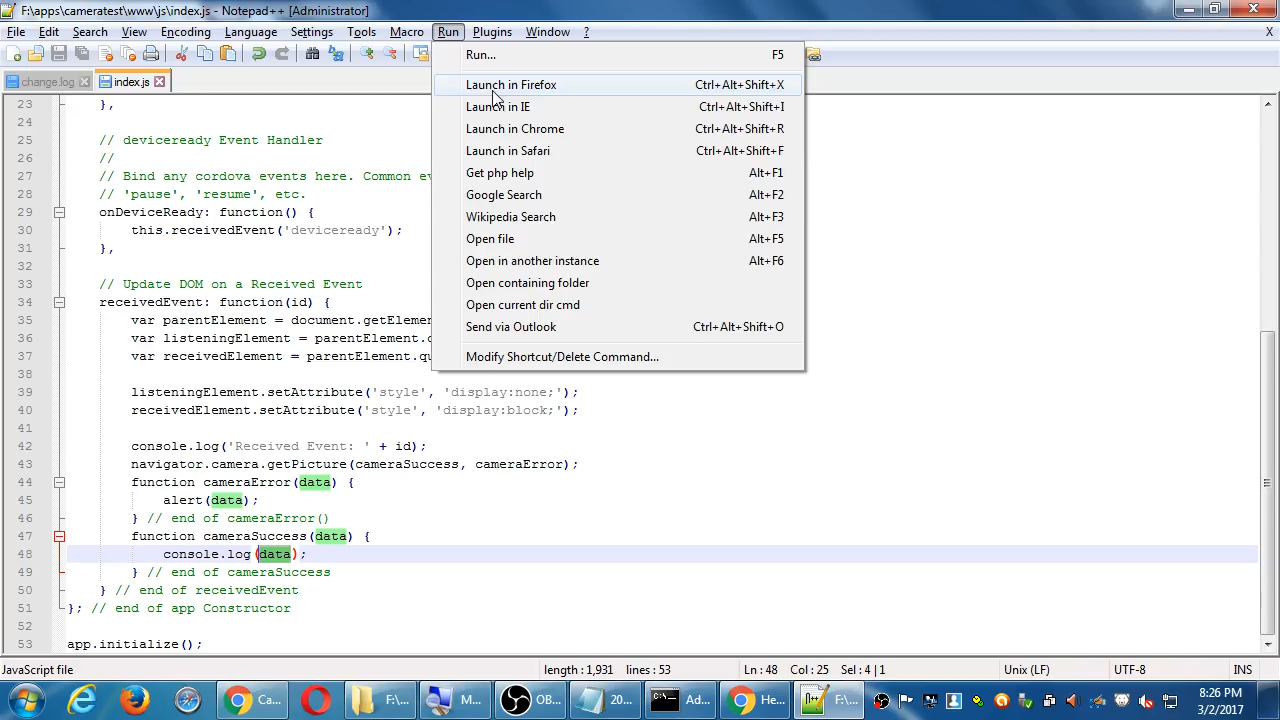 F:\apps\cameratest\www\js\index.js - Notepad++ [Administrator]
File Edit Search View Encoding Language Settings Tools Macro Run Plugins Window ? X
change.log index.js
Run... F5
Launch in Firefox Ctrl+Alt+Shift+X
Launch in IE Ctrl+Alt+Shift+I
Launch in Chrome Ctrl+Alt+Shift+R
Launch in Safari Ctrl+Alt+Shift+F
Get php help Alt+F1
Google Search Alt+F2
Wikipedia Search Alt+F3
Open file Alt+F5
Open in another instance Alt+F6
Open containing folder
Open current dir cmd
Send via Outlook Ctrl+Alt+Shift+O
Modify Shortcut/Delete Command...
23 },
24
25 // deviceready Event Handler
26 //
27 // Bind any cordova events here. Common ev
28 // 'pause', 'resume', etc.
29 onDeviceReady: function() {
30 this.receivedEvent('deviceready');
31 },
32
33 // Update DOM on a Received Event
34 receivedEvent: function(id) {
35 var parentElement = document.getElemen
36 var listeningElement = parentElement.q
37 var receivedElement = parentElement.qu
38
39 listeningElement.setAttribute('style', 'display:none;');
40 receivedElement.setAttribute('style', 'display:block;');
41
42 console.log('Received Event: ' + id);
43 navigator.camera.getPicture(cameraSuccess, cameraError);
44 function cameraError(data) {
45 alert(data);
46 } // end of cameraError()
47 function cameraSuccess(data) {
48 console.log(data);
49 } // end of cameraSuccess
50 } // end of receivedEvent
51 }; // end of app Constructor
52
53 app.initialize();
JavaScript file length : 1,931 lines : 53 Ln : 48 Col : 25 Sel : 4 | 1 Unix (LF) UTF-8 INS
Ca... F:\... M... OB... 20... Ad... He... F:\...
8:26 PM
3/2/2017